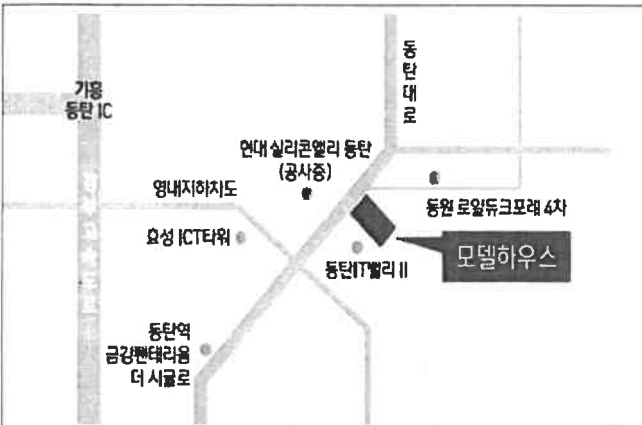 기흥
동탄 IC
동탄대로
현대 실리콘앨리 동탄
(공사중)
영내지하차도
동원 로얄듀크포레 4차
효성 ICT타워
동탄IT밸리 II
모델하우스
동탄역
금강펜테리움
더 시글로